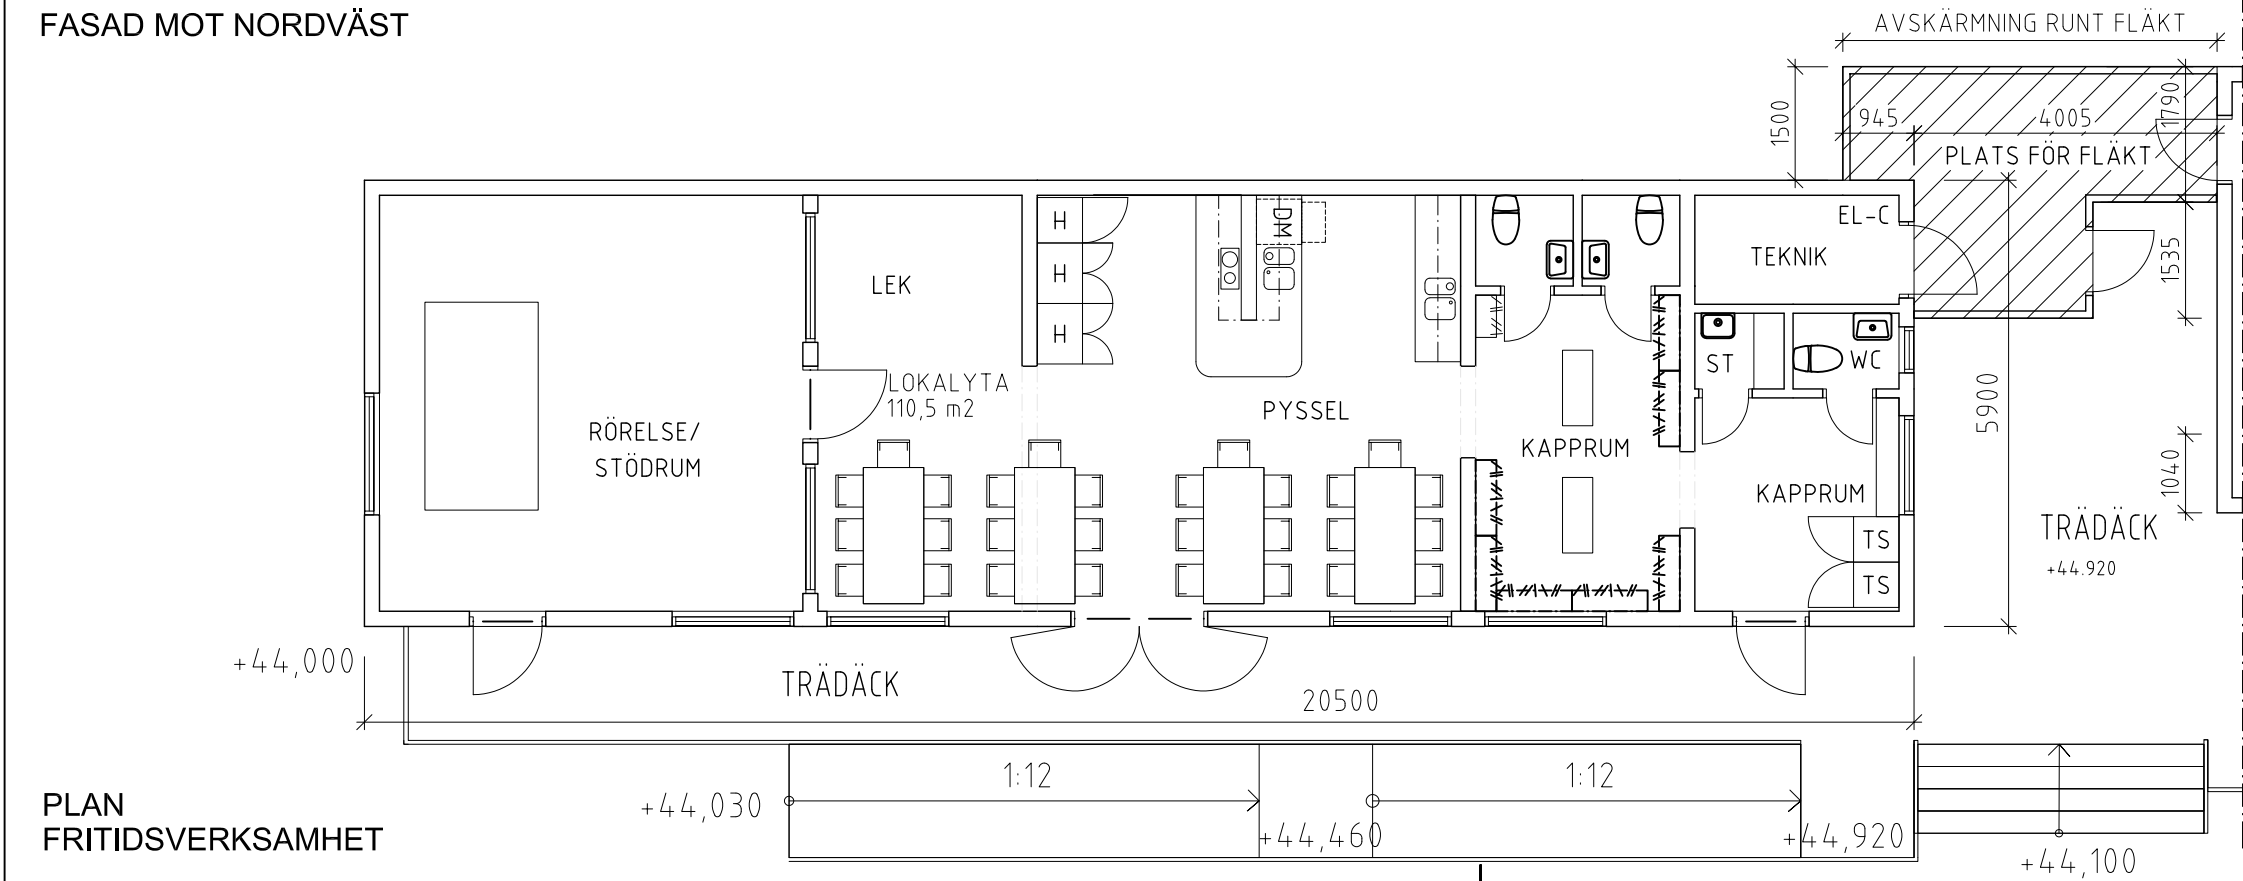 FASAD MOT NORDVÄST
AVSKÄRMNING RUNT FLÄKT
1500
945
4005
1790
PLATS FÖR FLÄKT
H
H
H
DM
EL-C
TEKNIK
LEK
1535
ST
WC
LOKALYTA
110,5 m2
PYSSEL
5900
RÖRELSE/
STÖDRUM
KAPPRUM
KAPPRUM
1040
TRÄDÄCK
+44.920
TS
TS
+44,000
TRÄDÄCK
20500
1:12
1:12
+44,030
+44,460
+44,920
+44,100
PLAN
FRITIDSVERKSAMHET